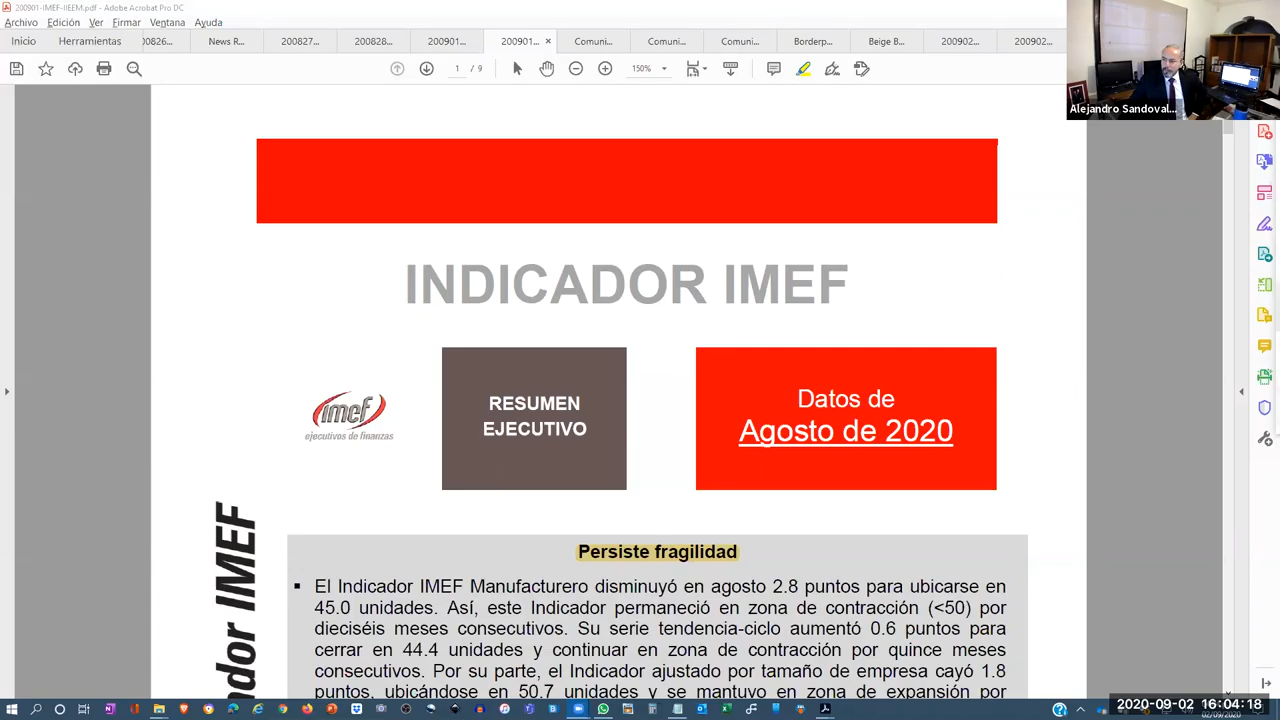 200901-IMEF-IIEEM.pdf - Adobe Acrobat Pro DC
Archivo Edición Ver Firmar Ventana Ayuda
Inicio Herramientas 200826... News R... 200827... 200828... 200901... 200901... × Comuni... Comuni... Comuni... Borderp... Beige B... 200902... 200902...
1 / 9 150%
Alejandro Sandoval...
INDICADOR IMEF
imef
ejecutivos de finanzas
RESUMEN
EJECUTIVO
Datos de
Agosto de 2020
ndicador IMEF
Persiste fragilidad
▪ El Indicador IMEF Manufacturero disminuyó en agosto 2.8 puntos para ubicarse en
45.0 unidades. Así, este Indicador permaneció en zona de contracción (<50) por
dieciséis meses consecutivos. Su serie tendencia-ciclo aumentó 0.6 puntos para
cerrar en 44.4 unidades y continuar en zona de contracción por quince meses
consecutivos. Por su parte, el Indicador ajustado por tamaño de empresa cayó 1.8
puntos, ubicándose en 50.7 unidades y se mantuvo en zona de expansión por
2020-09-02 16:04:18
02/09/2020